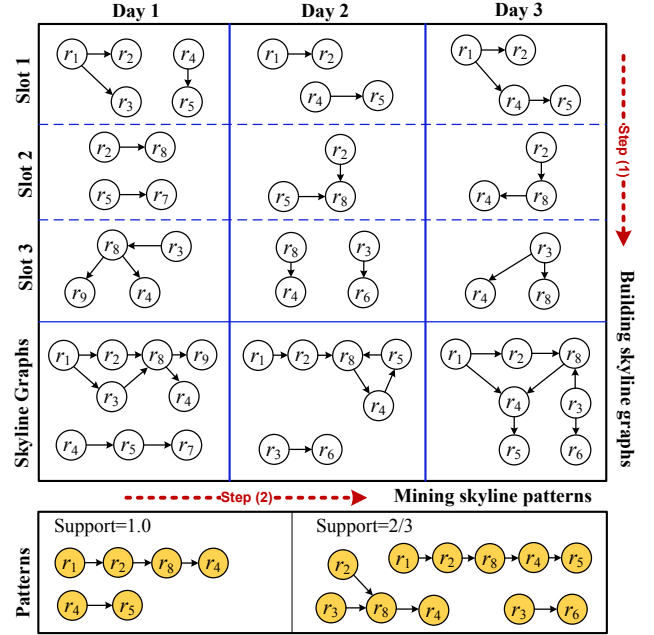 Day 1 Day 2 Day 3
Slot 1
r1 r2 r4
r3 r5
r1 r2
r4 r5
r1 r2
r4 r5
Slot 2
r2 r8
r5 r7
r2
r5 r8
r2
r4 r8
Slot 3
r8 r3
r9 r4
r8 r3
r4 r6
r3
r4 r8
Skyline Graphs
r1 r2 r8 r9
r3 r4
r4 r5 r7
r1 r2 r8 r5
r4
r3 r6
r1 r2 r8
r4 r3
r5 r6
Step (1)
Building skyline graphs
Step (2)
Mining skyline patterns
Patterns
Support=1.0
r1 r2 r8 r4
r4 r5
Support=2/3
r2 r1 r2 r8 r4 r5
r3 r8 r4 r3 r6